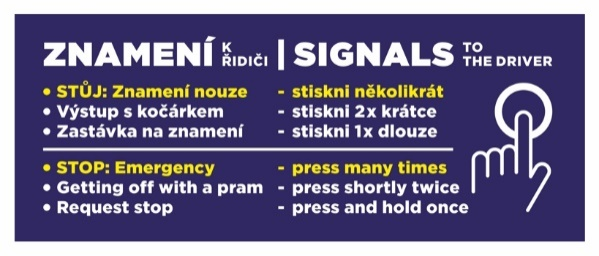 ZNAMENÍ K ŘIDIČI | SIGNALS TO THE DRIVER
• STŮJ: Znamení nouze - stiskni několikrát
• Výstup s kočárkem - stiskni 2x krátce
• Zastávka na znamení - stiskni 1x dlouze
• STOP: Emergency - press many times
• Getting off with a pram - press shortly twice
• Request stop - press and hold once